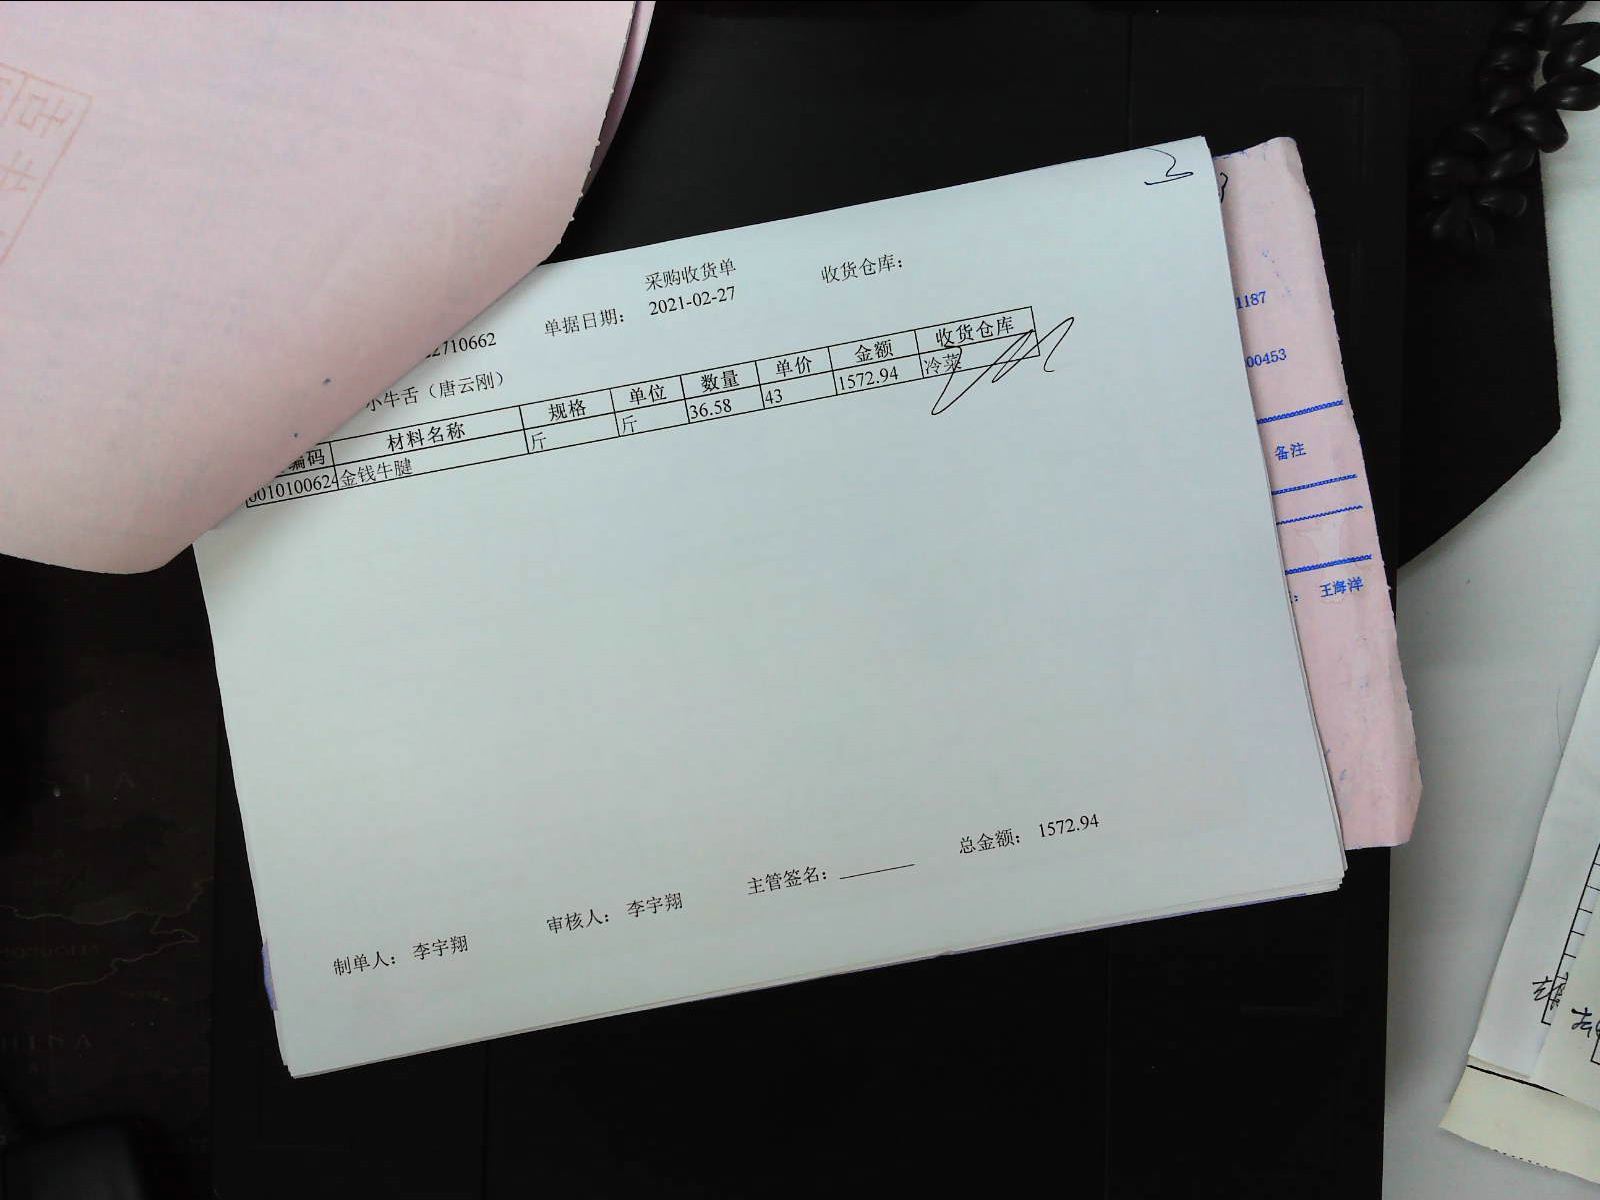 采购收货单
单据日期： 2021-02-27 收货仓库：
2710662
小牛舌（唐云刚）
编码 材料名称 规格 单位 数量 单价 金额 收货仓库
0010100624 金钱牛腱 斤 斤 36.58 43 1572.94 冷菜
总金额： 1572.94
制单人： 李宇翔 审核人： 李宇翔 主管签名：
1187
00453
备注
王海洋